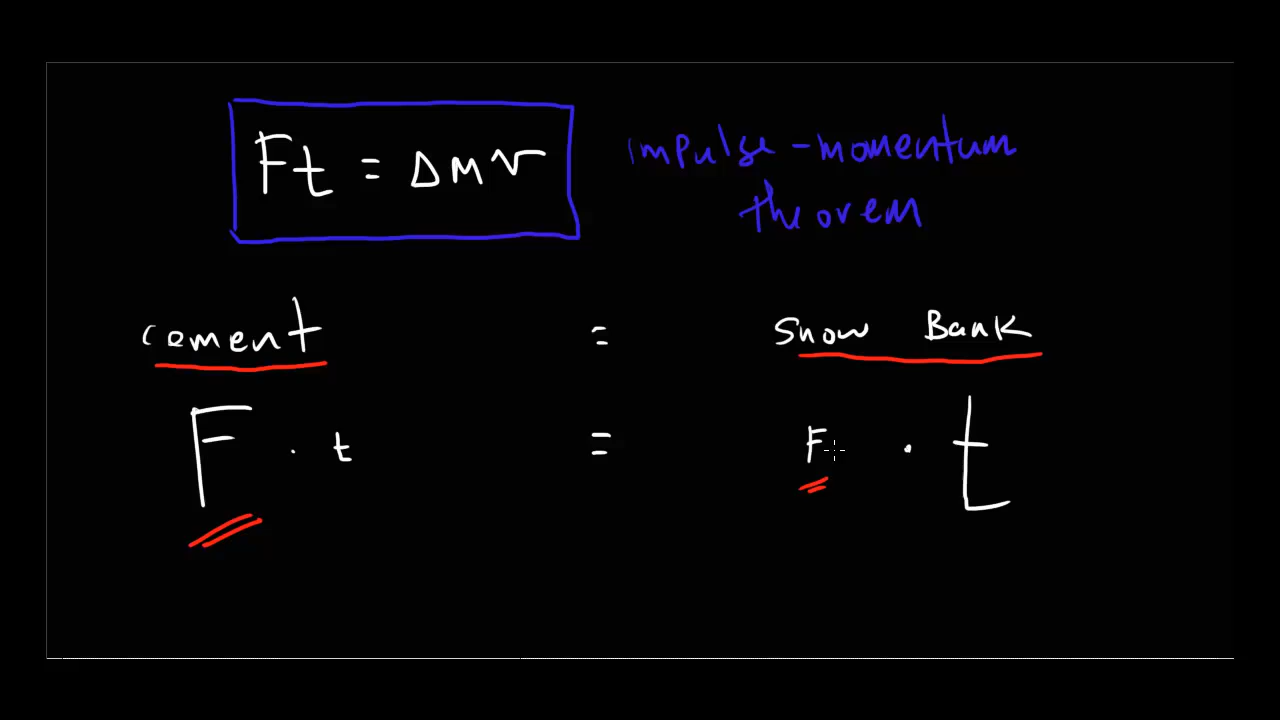 Ft = ΔMV
impulse-momentum
theorem
cement = Snow Bank
F · t = F · t